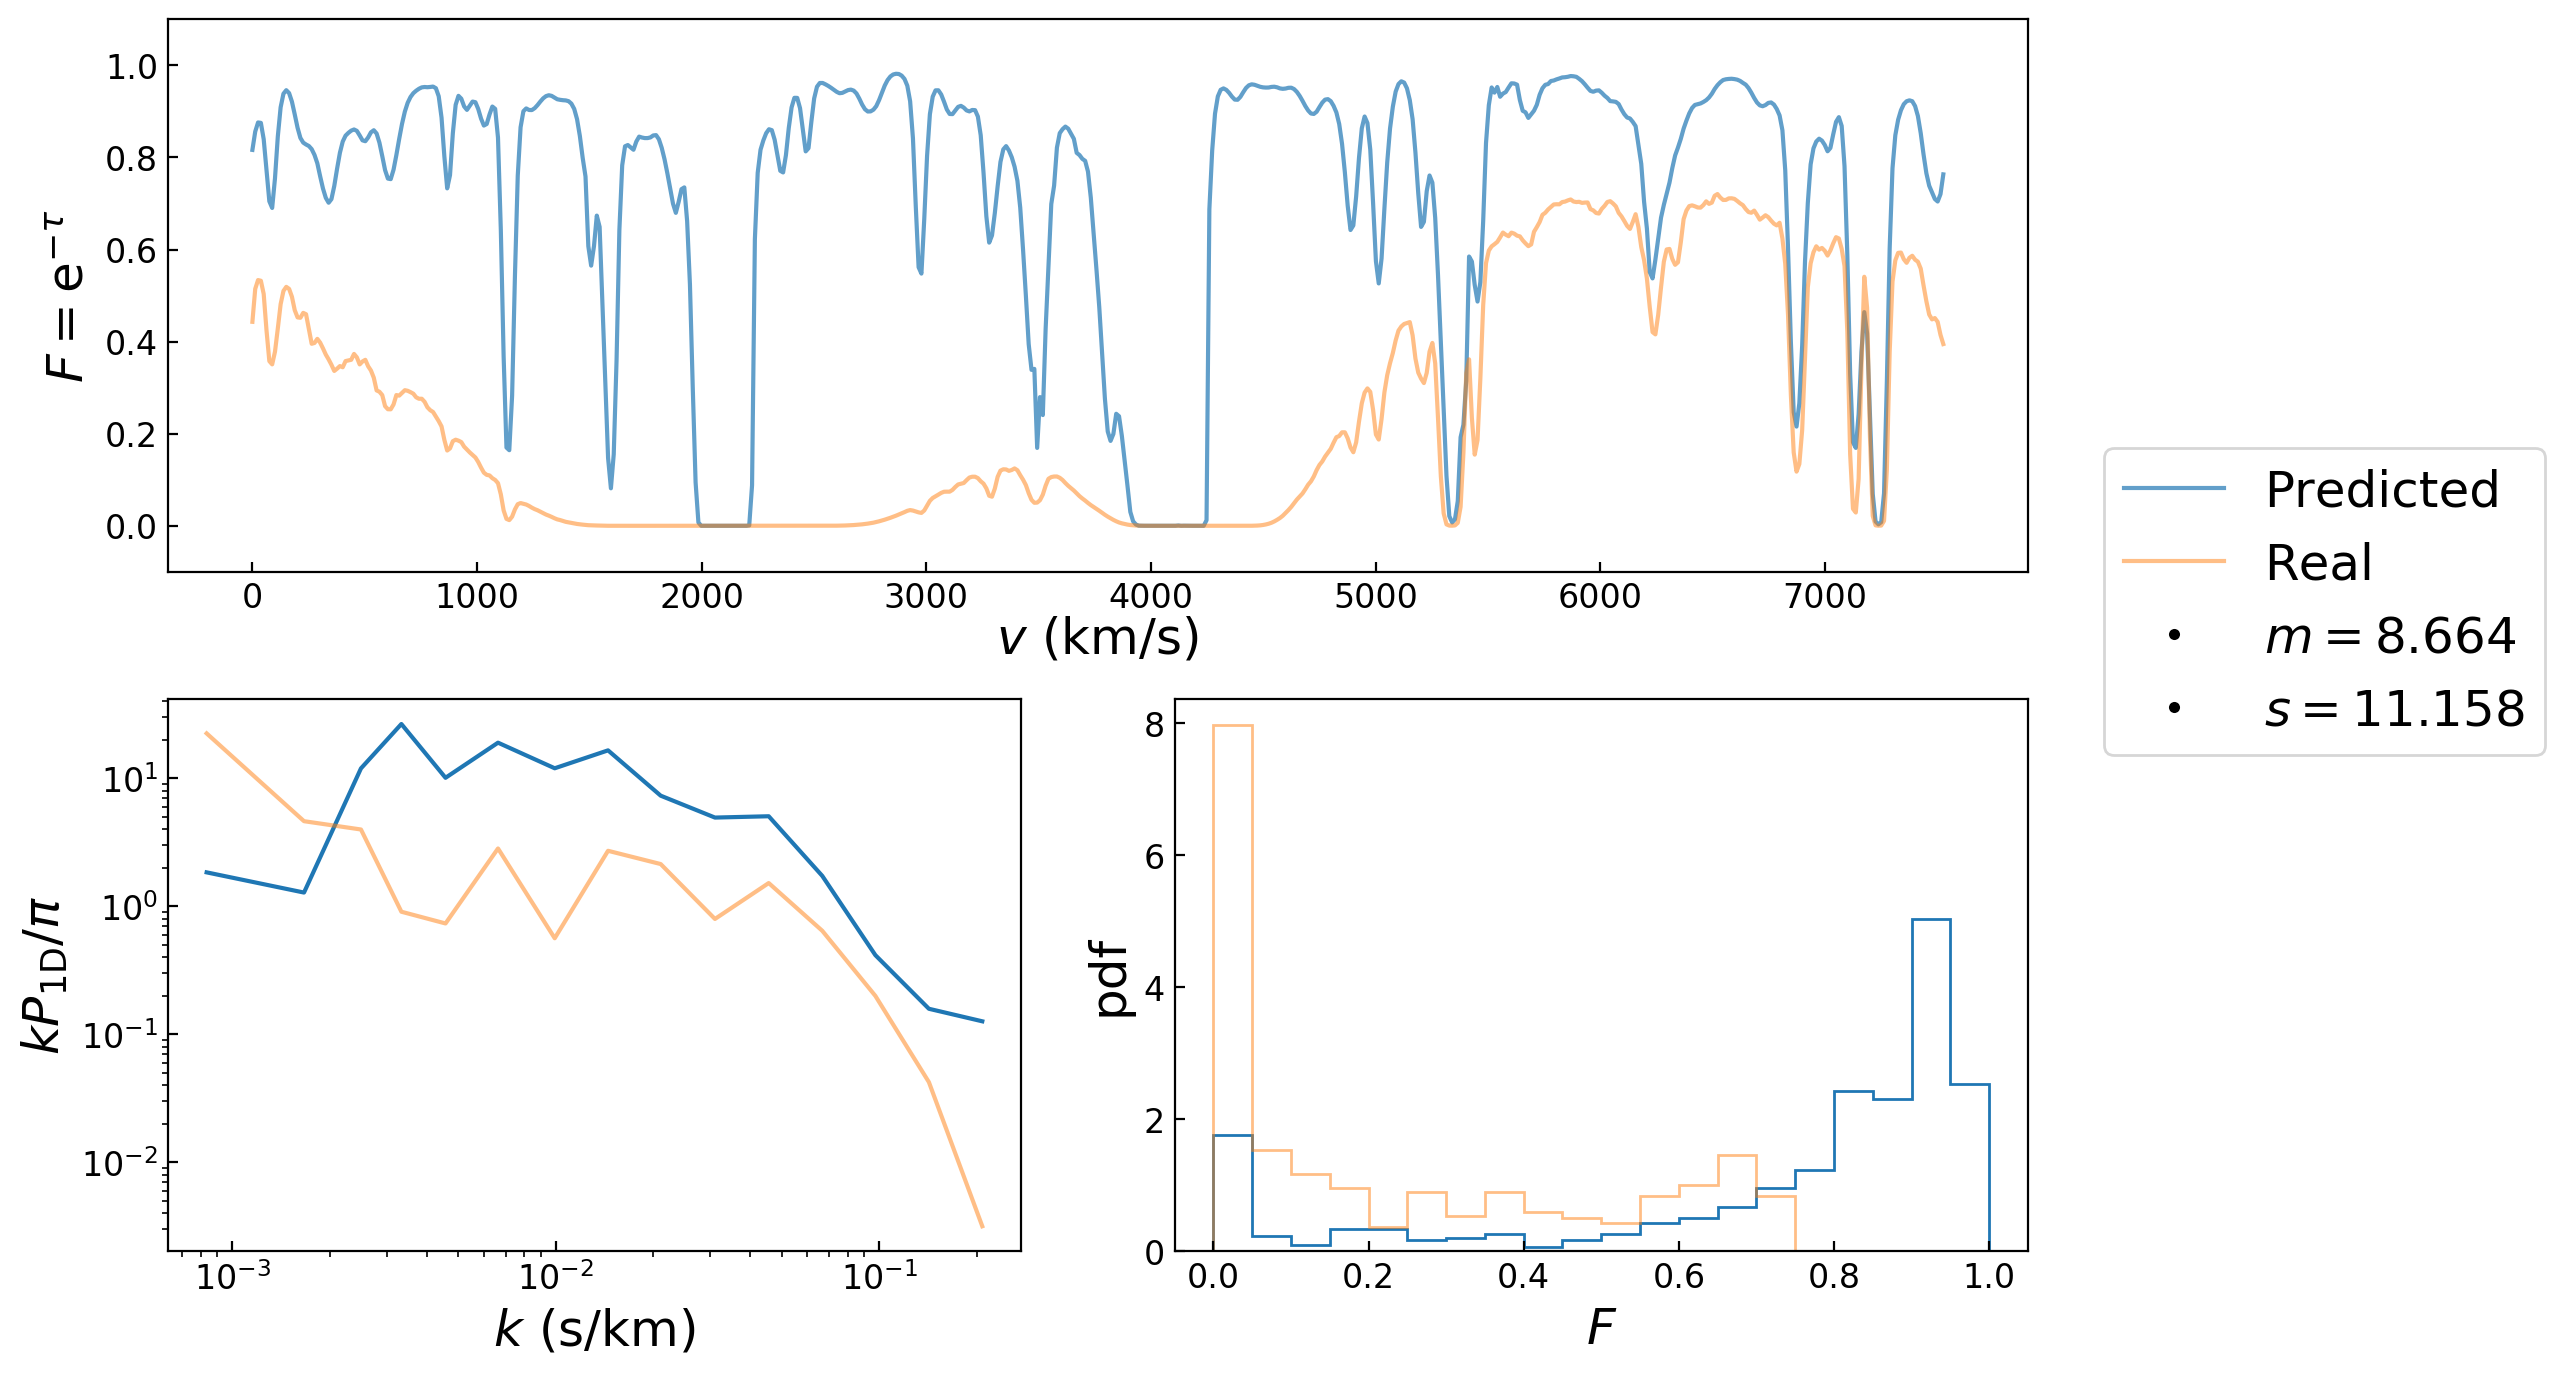 1.0
0.8
0.6
0.4
0.2
0.0
F = e^{−τ}
0 1000 2000 3000 4000 5000 6000 7000
v (km/s)
Predicted
Real
m = 8.664
s = 11.158
10^1
10^0
10^{−1}
10^{−2}
kP_{1D}/π
10^{−3} 10^{−2} 10^{−1}
k (s/km)
8
6
4
2
0
pdf
0.0 0.2 0.4 0.6 0.8 1.0
F